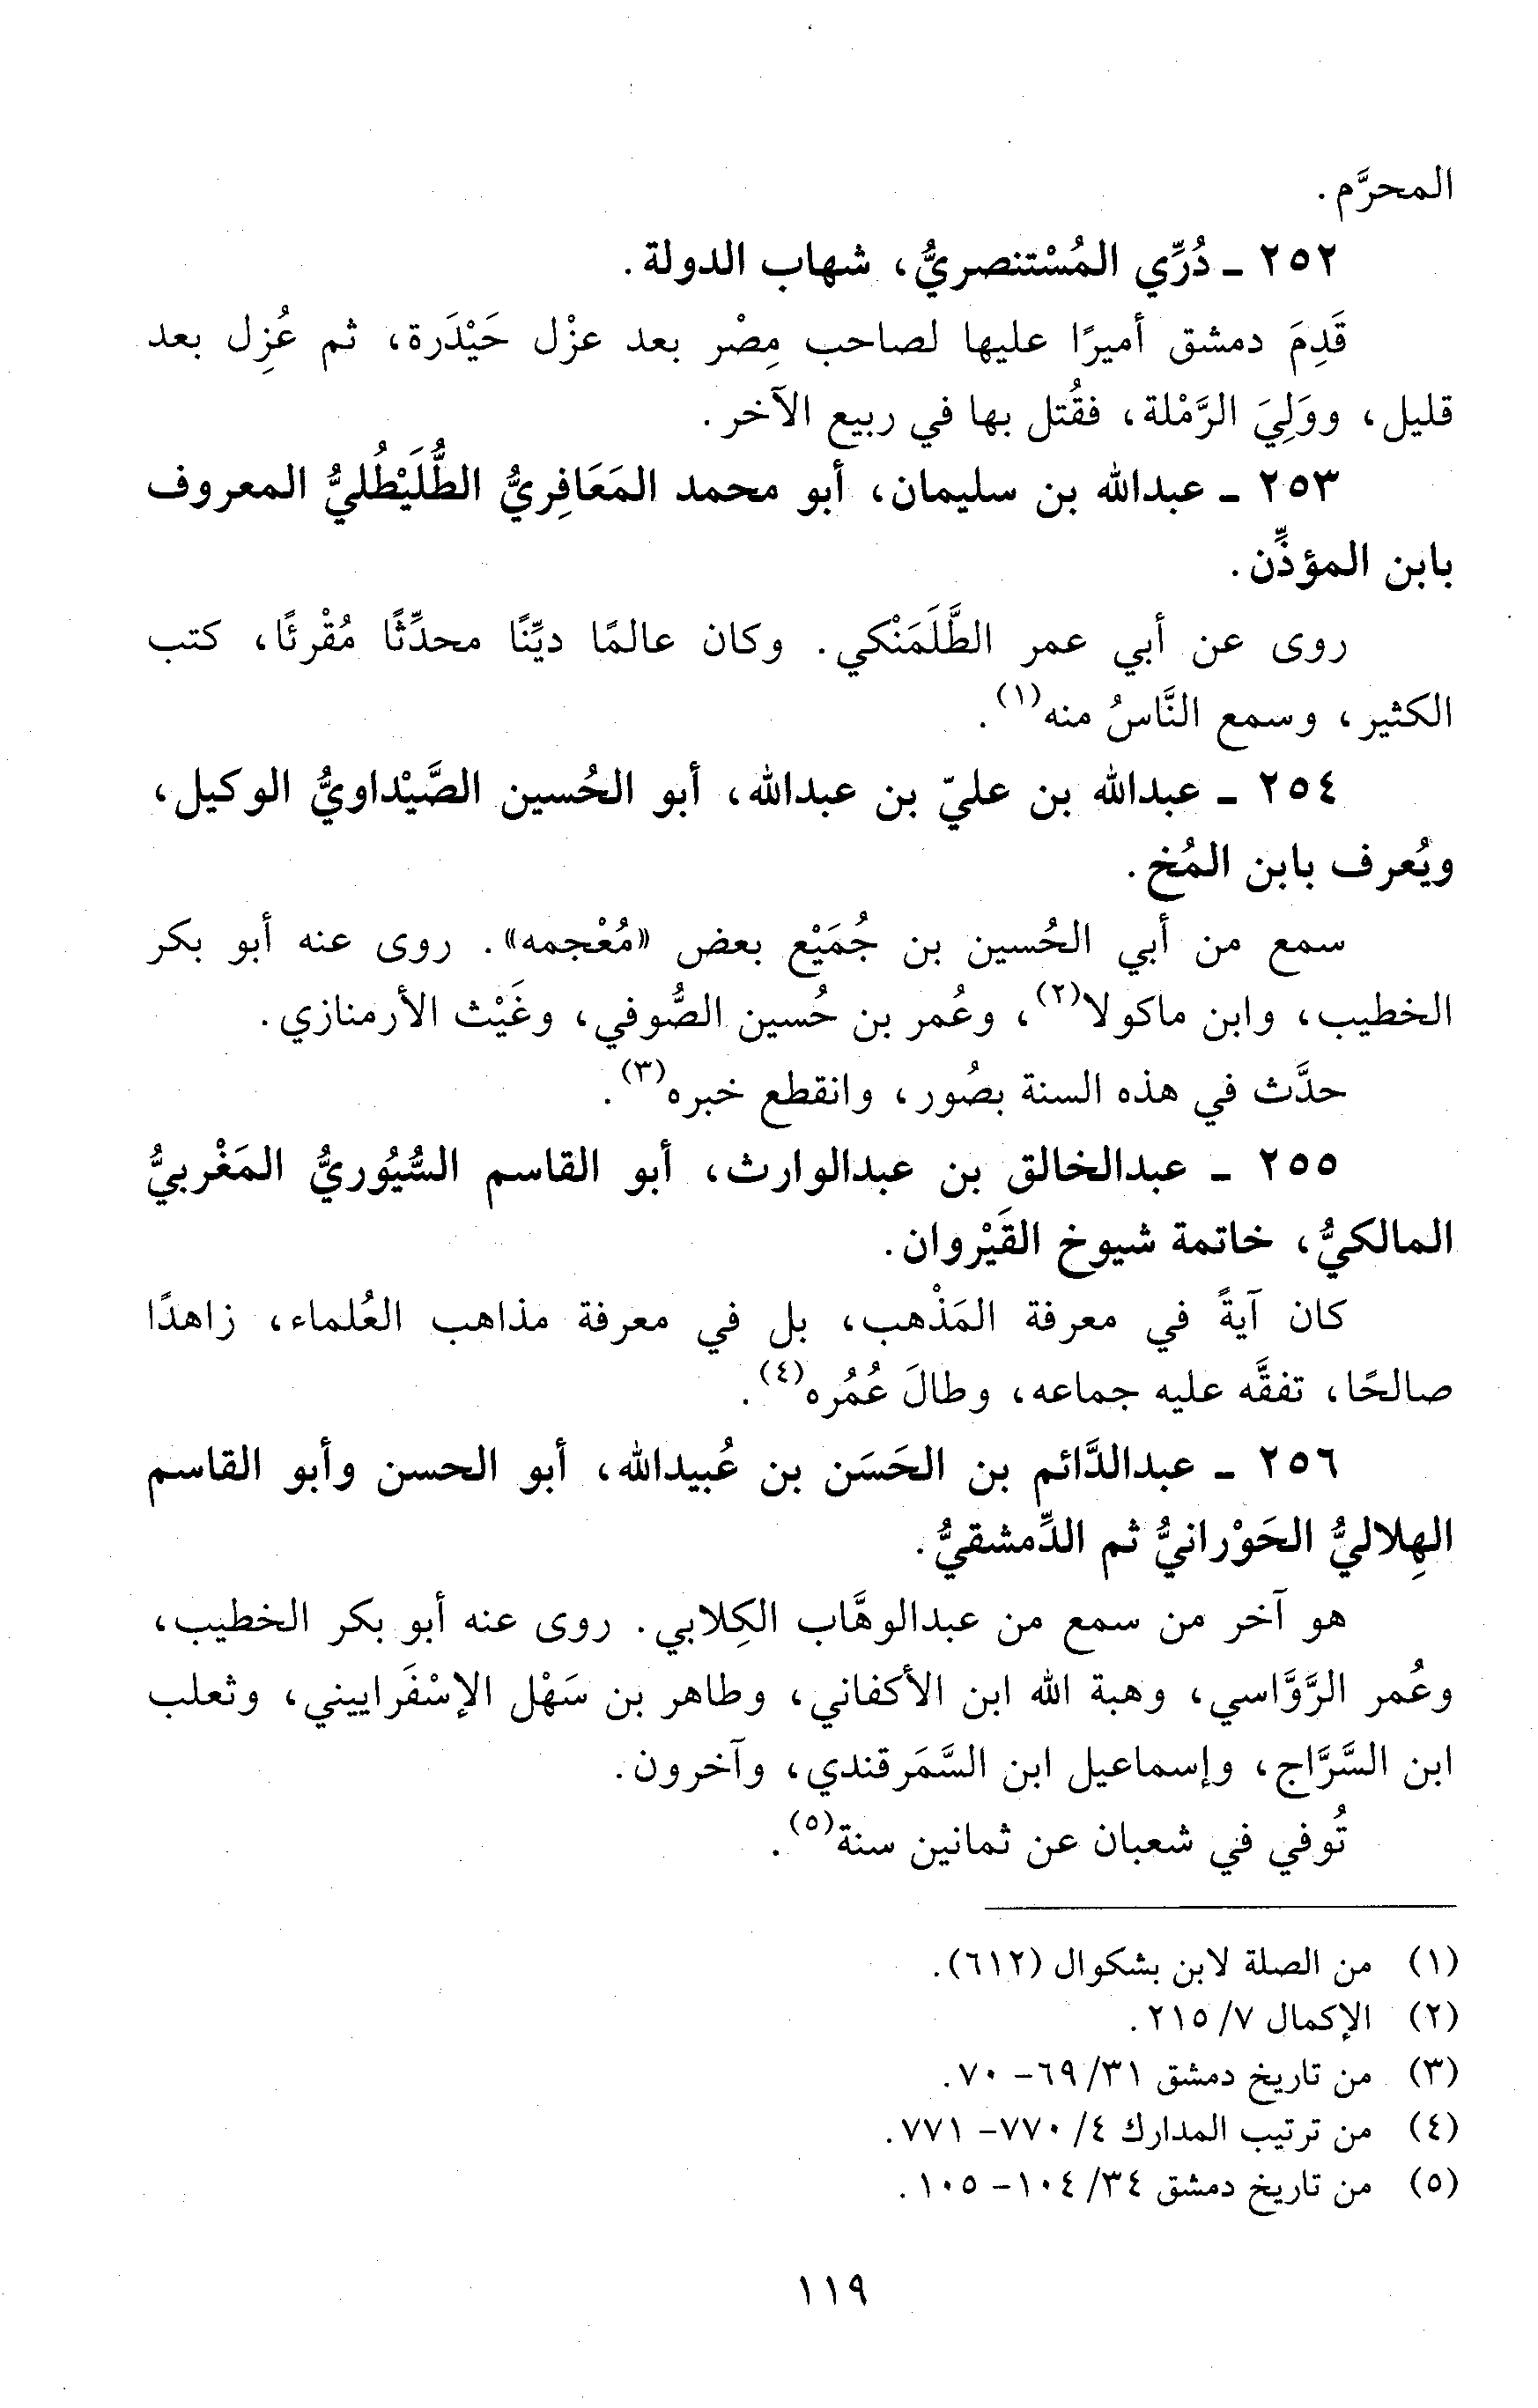 المحرَّم.
٢٥٢ ـ دُرِّي المُسْتنصريُّ، شهاب الدولة.
قَدِمَ دمشق أميرًا عليها لصاحب مِصْر بعد عزْل حَيْدَرة، ثم عُزِل بعد
قليل، ووَلِيَ الرَّمْلة، فقُتل بها في ربيع الآخر.
٢٥٣ ـ عبدالله بن سليمان، أبو محمد المَعَافِريُّ الطُّلَيْطُليُّ المعروف
بابن المؤذِّن.
روى عن أبي عمر الطَّلَمَنْكي. وكان عالمًا ديِّنًا محدِّثًا مُقْرئًا، كتب
الكثير، وسمع النَّاسُ منه(١).
٢٥٤ ـ عبدالله بن عليّ بن عبدالله، أبو الحُسين الصَّيْداويُّ الوكيل،
ويُعرف بابن المُخ.
سمع من أبي الحُسين بن جُمَيْع بعض «مُعْجمه». روى عنه أبو بكر
الخطيب، وابن ماكولا(٢)، وعُمر بن حُسين الصُّوفي، وغَيْث الأرمنازي.
حدَّث في هذه السنة بصُور، وانقطع خبره(٣).
٢٥٥ ـ عبدالخالق بن عبدالوارث، أبو القاسم السُّيُوريُّ المَغْربيُّ
المالكيُّ، خاتمة شيوخ القَيْروان.
كان آيةً في معرفة المَذْهب، بل في معرفة مذاهب العُلماء، زاهدًا
صالحًا، تفقَّه عليه جماعه، وطالَ عُمُره(٤).
٢٥٦ ـ عبدالدَّائم بن الحَسَن بن عُبيدالله، أبو الحسن وأبو القاسم
الهِلاليُّ الحَوْرانيُّ ثم الدِّمشقيُّ.
هو آخر من سمع من عبدالوهَّاب الكِلابي. روى عنه أبو بكر الخطيب،
وعُمر الرَّوَّاسي، وهبة الله ابن الأكفاني، وطاهر بن سَهْل الإسْفَراييني، وثعلب
ابن السَّرَّاج، وإسماعيل ابن السَّمَرقندي، وآخرون.
تُوفي في شعبان عن ثمانين سنة(٥).
(١) من الصلة لابن بشكوال (٦١٢).
(٢) الإكمال ٧/ ٢١٥.
(٣) من تاريخ دمشق ٣١/ ٦٩- ٧٠.
(٤) من ترتيب المدارك ٤/ ٧٧٠- ٧٧١.
(٥) من تاريخ دمشق ٣٤/ ١٠٤- ١٠٥.
١١٩